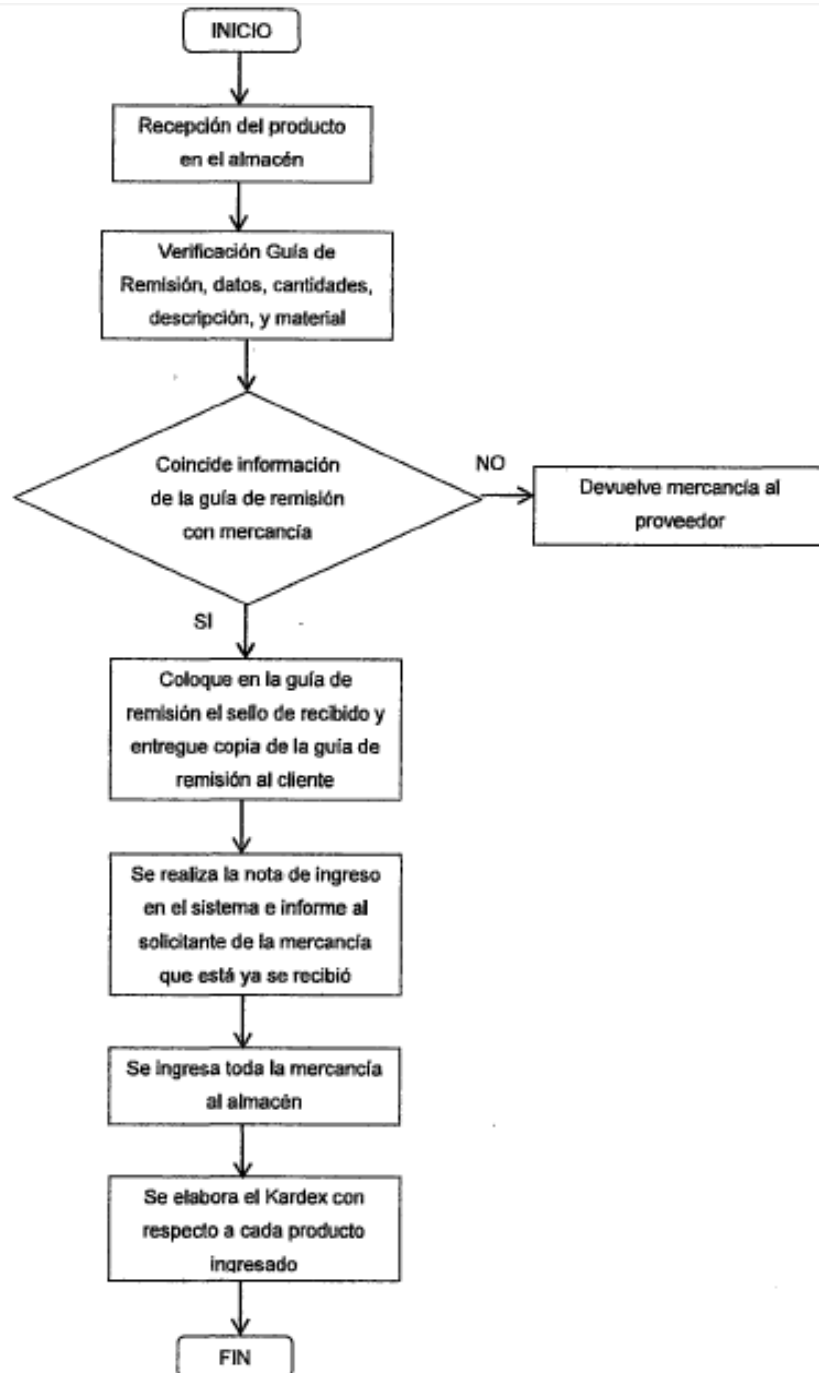 INICIO
Recepción del producto
en el almacén
Verificación Guía de
Remisión, datos, cantidades,
descripción, y material
Coincide información
de la guía de remisión
con mercancía
NO
Devuelve mercancía al
proveedor
SI
Coloque en la guía de
remisión el sello de recibido y
entregue copia de la guía de
remisión al cliente
Se realiza la nota de ingreso
en el sistema e informe al
solicitante de la mercancía
que está ya se recibió
Se ingresa toda la mercancía
al almacén
Se elabora el Kardex con
respecto a cada producto
ingresado
FIN